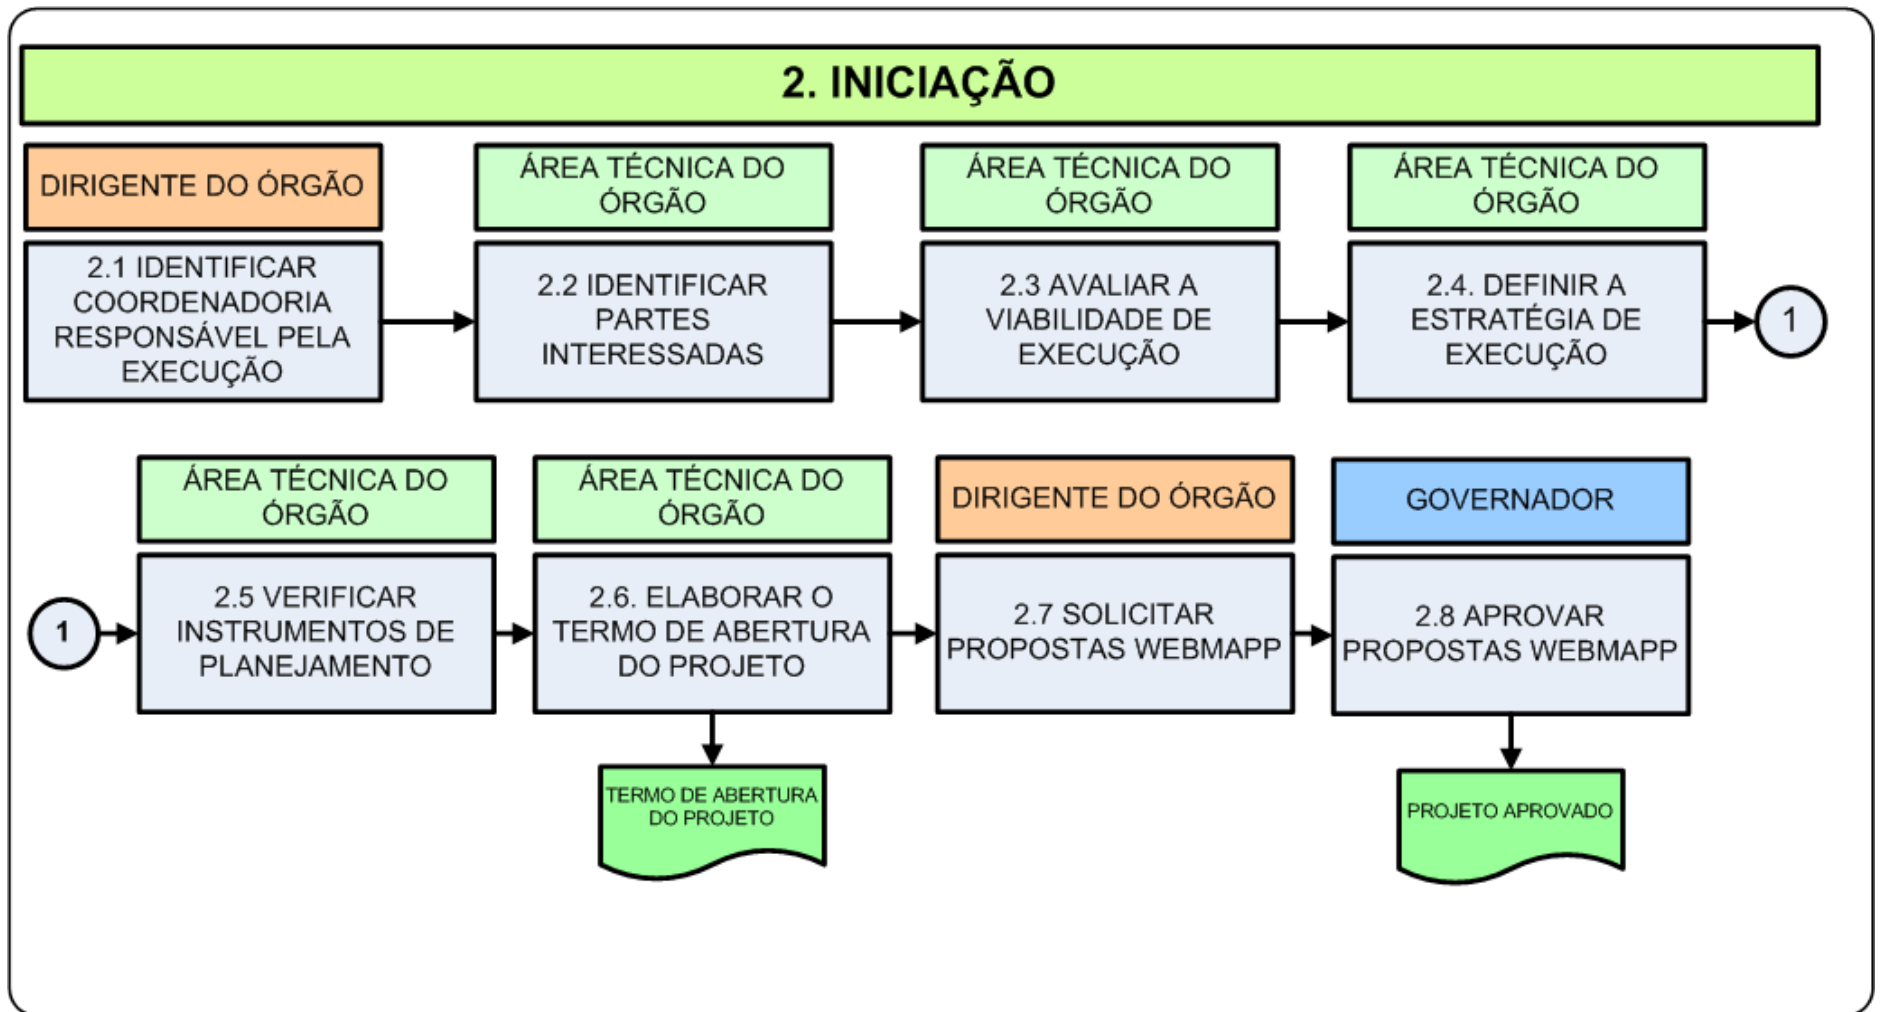 2. INICIAÇÃO
DIRIGENTE DO ÓRGÃO
2.1 IDENTIFICAR
COORDENADORIA
RESPONSÁVEL PELA
EXECUÇÃO
ÁREA TÉCNICA DO
ÓRGÃO
2.2 IDENTIFICAR
PARTES
INTERESSADAS
ÁREA TÉCNICA DO
ÓRGÃO
2.3 AVALIAR A
VIABILIDADE DE
EXECUÇÃO
ÁREA TÉCNICA DO
ÓRGÃO
2.4. DEFINIR A
ESTRATÉGIA DE
EXECUÇÃO
1
1
ÁREA TÉCNICA DO
ÓRGÃO
2.5 VERIFICAR
INSTRUMENTOS DE
PLANEJAMENTO
ÁREA TÉCNICA DO
ÓRGÃO
2.6. ELABORAR O
TERMO DE ABERTURA
DO PROJETO
TERMO DE ABERTURA
DO PROJETO
DIRIGENTE DO ÓRGÃO
2.7 SOLICITAR
PROPOSTAS WEBMAPP
GOVERNADOR
2.8 APROVAR
PROPOSTAS WEBMAPP
PROJETO APROVADO